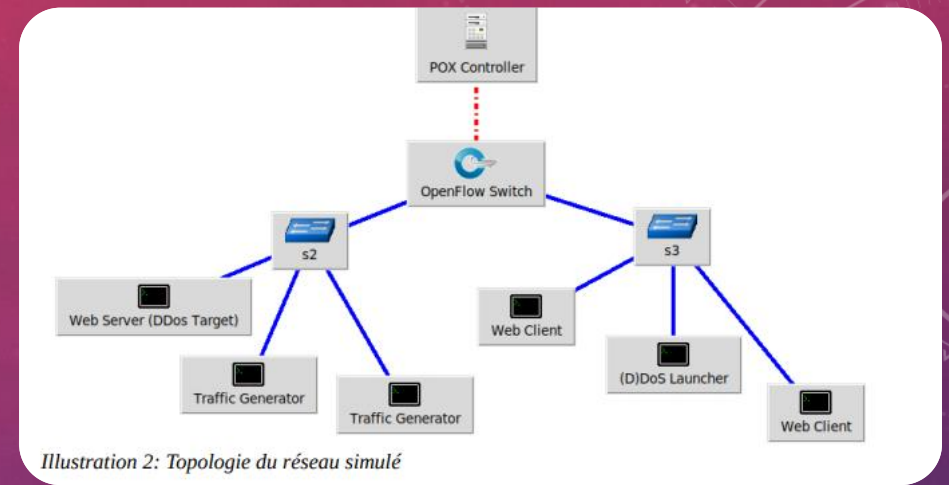 POX Controller
OpenFlow Switch
s2
s3
Web Server (DDos Target)
Web Client
Traffic Generator
(D)DoS Launcher
Traffic Generator
Web Client
Illustration 2: Topologie du réseau simulé